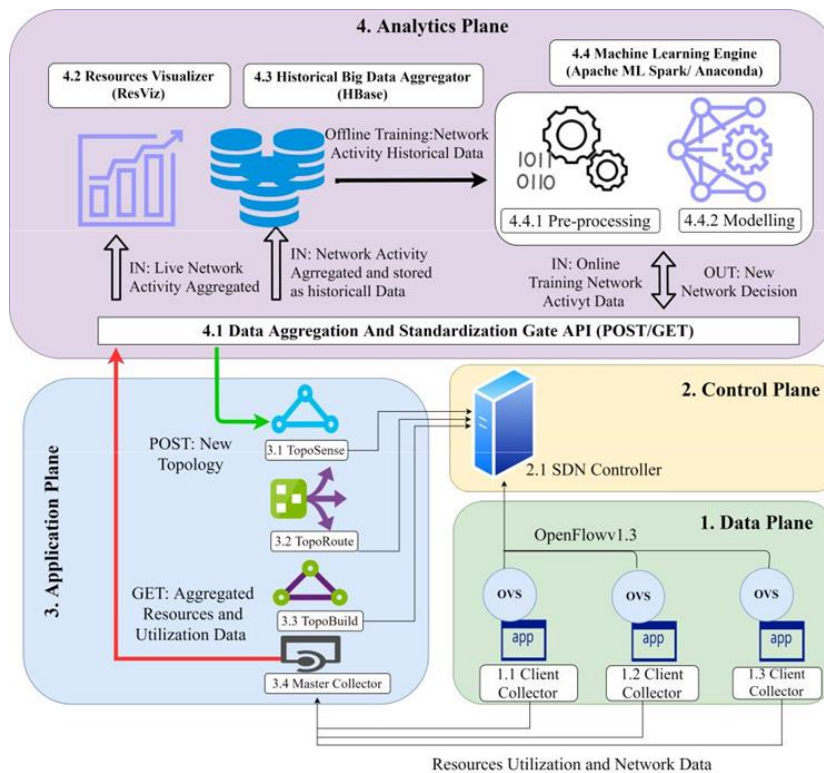 4. Analytics Plane
4.2 Resources Visualizer
(ResViz)
4.3 Historical Big Data Aggregator
(HBase)
4.4 Machine Learning Engine
(Apache ML Spark/ Anaconda)
Offline Training:Network
Activity Historical Data
1011
0110
4.4.1 Pre-processing
4.4.2 Modelling
IN: Live Network
Activity Aggregated
IN: Network Activity
Agrregated and stored
as historicall Data
IN: Online
Training Network
Activyt Data
OUT: New
Network Decision
4.1 Data Aggregation And Standardization Gate API (POST/GET)
3. Application Plane
POST: New
Topology
3.1 TopoSense
3.2 TopoRoute
GET: Aggregated
Resources and
Utilization Data
3.3 TopoBuild
3.4 Master Collector
2. Control Plane
2.1 SDN Controller
1. Data Plane
OpenFlowv1.3
OVS
OVS
OVS
app
app
app
1.1 Client
Collector
1.2 Client
Collector
1.3 Client
Collector
Resources Utilization and Network Data